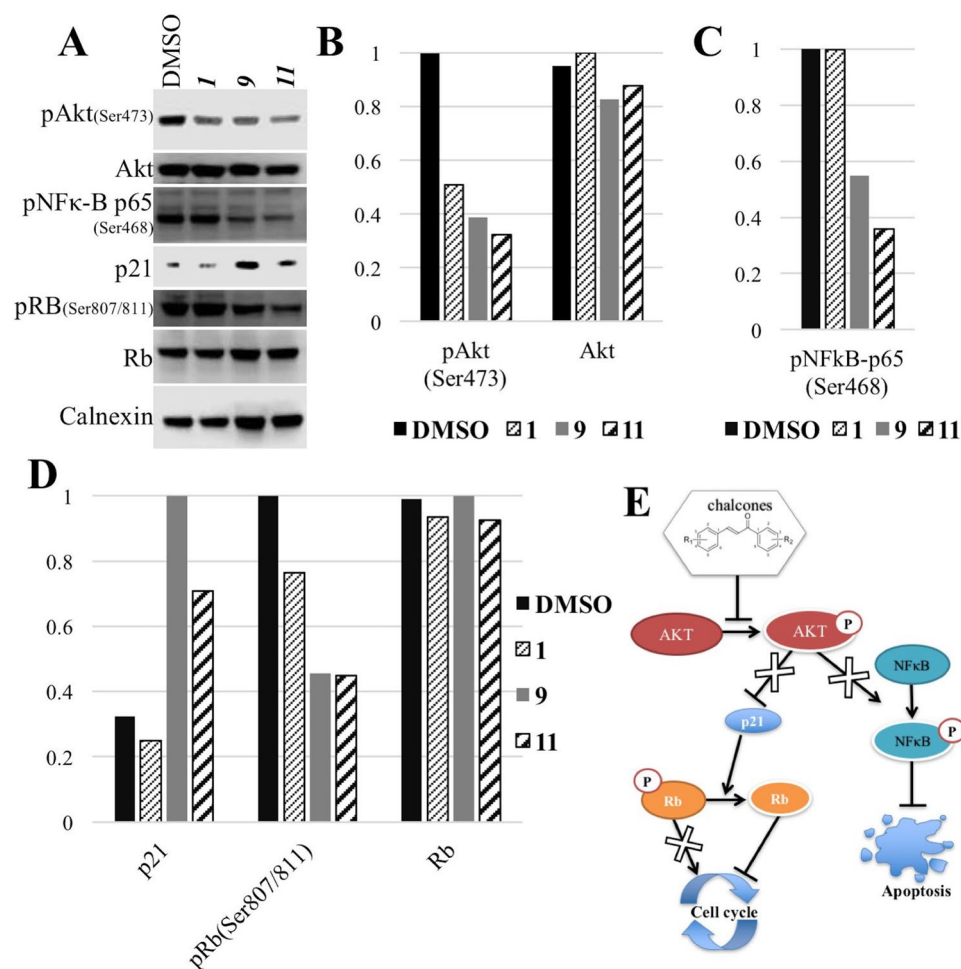 A
DMSO 1 9 11
pAkt(Ser473)
Akt
pNFκ-B p65
(Ser468)
p21
pRB(Ser807/811)
Rb
Calnexin
B
1
0.8
0.6
0.4
0.2
0
pAkt
(Ser473)
Akt
DMSO 1 9 11
C
1
0.8
0.6
0.4
0.2
0
pNFkB-p65
(Ser468)
DMSO 1 9 11
D
1
0.8
0.6
0.4
0.2
0
p21
pRb(Ser807/811)
Rb
DMSO
1
9
11
E
chalcones
O
R1
R2
AKT
AKT P
NFκB
p21
NFκB P
P Rb
Rb
Apoptosis
Cell cycle